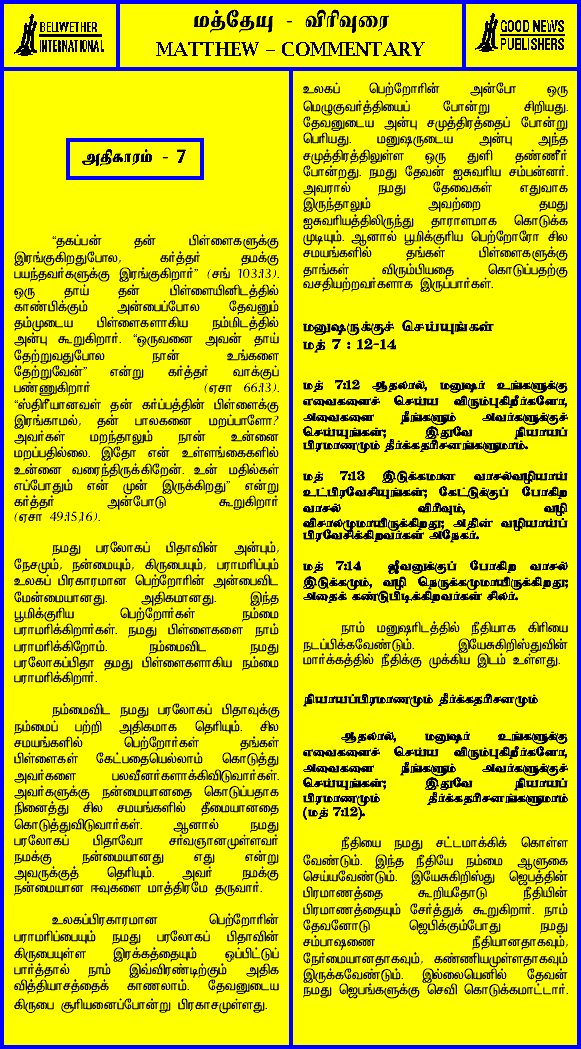 BELLWETHER
INTERNATIONAL
மத்தேயு - விரிவுரை
MATTHEW – COMMENTARY
GOOD NEWS
PUBLISHERS
அதிகாரம் - 7
“தகப்பன் தன் பிள்ளைகளுக்கு
இரங்குகிறதுபோல, கர்த்தர் தமக்கு
பயந்தவர்களுக்கு இரங்குகிறார்” (சங் 103:13).
ஒரு தாய் தன் பிள்ளையினிடத்தில்
காண்பிக்கும் அன்பைப்போல தேவனும்
தம்முடைய பிள்ளைகளாகிய நம்மிடத்தில்
அன்பு கூறுகிறார். “ஒருவனை அவன் தாய்
தேற்றுவதுபோல நான் உங்களை
தேற்றுவேன்” என்று கர்த்தர் வாக்குப்
பண்ணுகிறார் (ஏசா 66:13).
“ஸ்திரீயானவள் தன் கர்ப்பத்தின் பிள்ளைக்கு
இரங்காமல், தன் பாலகனை மறப்பாளோ?
அவர்கள் மறந்தாலும் நான் உன்னை
மறப்பதில்லை. இதோ என் உள்ளங்கைகளில்
உன்னை வரைந்திருக்கிறேன். உன் மதில்கள்
எப்போதும் என் முன் இருக்கிறது” என்று
கர்த்தர் அன்போடு கூறுகிறார்
(ஏசா 49:15,16).
நமது பரலோகப் பிதாவின் அன்பும்,
நேசமும், நன்மையும், கிருபையும், பராமரிப்பும்
உலகப் பிரகாரமான பெற்றோரின் அன்பைவிட
மேன்மையானது. அதிகமானது. இந்த
பூமிக்குரிய பெற்றோர்கள் நம்மை
பராமரிக்கிறார்கள். நமது பிள்ளைகளை நாம்
பராமரிக்கிறோம். நம்மைவிட நமது
பரலோகப்பிதா தமது பிள்ளைகளாகிய நம்மை
பராமரிக்கிறார்.
நம்மைவிட நமது பரலோகப் பிதாவுக்கு
நம்மைப் பற்றி அதிகமாக தெரியும். சில
சமயங்களில் பெற்றோர்கள் தங்கள்
பிள்ளைகள் கேட்பதையெல்லாம் கொடுத்து
அவர்களை பலவீனர்களாக்கிவிடுவார்கள்.
அவர்களுக்கு நன்மையானதை கொடுப்பதாக
நினைத்து சில சமயங்களில் தீமையானதை
கொடுத்துவிடுவார்கள். ஆனால் நமது
பரலோகப் பிதாவோ சர்வஞானமுள்ளவர்
நமக்கு நன்மையானது எது என்று
அவருக்குத் தெரியும். அவர் நமக்கு
நன்மையான ஈவுகளை மாத்திரமே தருவார்.
உலகப்பிரகாரமான பெற்றோரின்
பராமரிப்பையும் நமது பரலோகப் பிதாவின்
கிருபையுள்ள இரக்கத்தையும் ஒப்பிட்டுப்
பார்த்தால் நாம் இவ்விரண்டிற்கும் அதிக
வித்தியாசத்தைக் காணலாம். தேவனுடைய
கிருபை சூரியனைப்போன்று பிரகாசமுள்ளது.
உலகப் பெற்றோரின் அன்போ ஒரு
மெழுகுவர்த்தியைப் போன்று சிறியது.
தேவனுடைய அன்பு சமுத்திரத்தைப் போன்று
பெரியது. மனுஷருடைய அன்பு அந்த
சமுத்திரத்திலுள்ள ஒரு துளி தண்ணீர்
போன்றது. நமது தேவன் ஐசுவரிய சம்பன்னர்.
அவரால் நமது தேவைகள் எதுவாக
இருந்தாலும் அவற்றை தமது
ஐசுவரியத்திலிருந்து தாராளமாக கொடுக்க
முடியும். ஆனால் பூமிக்குரிய பெற்றோரோ சில
சமயங்களில் தங்கள் பிள்ளைகளுக்கு
தாங்கள் விரும்பியதை கொடுப்பதற்கு
வசதியற்றவர்களாக இருப்பார்கள்.
மனுஷருக்குச் செய்யுங்கள்
மத் 7 : 12-14
மத் 7:12 ஆதலால், மனுஷர் உங்களுக்கு
எவைகளைச் செய்ய விரும்புகிறீர்களோ,
அவைகளை நீங்களும் அவர்களுக்குச்
செய்யுங்கள்; இதுவே நியாயப்
பிரமாணமும் தீர்க்கதரிசனங்களுமாம்.
மத் 7:13 இடுக்கமான வாசல்வழியாய்
உட்பிரவேசியுங்கள்; கேட்டுக்குப் போகிற
வாசல் விரிவும், வழி
விசாலமுமாயிருக்கிறது; அதின் வழியாய்ப்
பிரவேசிக்கிறவர்கள் அநேகர்.
மத் 7:14 ஜீவனுக்குப் போகிற வாசல்
இடுக்கமும், வழி நெருக்கமுமாயிருக்கிறது;
அதைக் கண்டுபிடிக்கிறவர்கள் சிலர்.
நாம் மனுஷரிடத்தில் நீதியாக கிரியை
நடப்பிக்கவேண்டும். இயேசுகிறிஸ்துவின்
மார்க்கத்தில் நீதிக்கு முக்கிய இடம் உள்ளது.
நியாயப்பிரமாணமும் தீர்க்கதரிசனமும்
ஆதலால், மனுஷர் உங்களுக்கு
எவைகளைச் செய்ய விரும்புகிறீர்களோ,
அவைகளை நீங்களும் அவர்களுக்குச்
செய்யுங்கள்; இதுவே நியாயப்
பிரமாணமும் தீர்க்கதரிசனங்களுமாம்
(மத் 7:12).
நீதியை நமது சட்டமாக்கிக் கொள்ள
வேண்டும். இந்த நீதியே நம்மை ஆளுகை
செய்யவேண்டும். இயேசுகிறிஸ்து ஜெபத்தின்
பிரமாணத்தை கூறியதோடு நீதியின்
பிரமாணத்தையும் சேர்த்துக் கூறுகிறார். நாம்
தேவனோடு ஜெபிக்கும்போது நமது
சம்பாஷணை நீதியானதாகவும்,
நேர்மையானதாகவும், கண்ணியமுள்ளதாகவும்
இருக்கவேண்டும். இல்லையெனில் தேவன்
நமது ஜெபங்களுக்கு செவி கொடுக்கமாட்டார்.